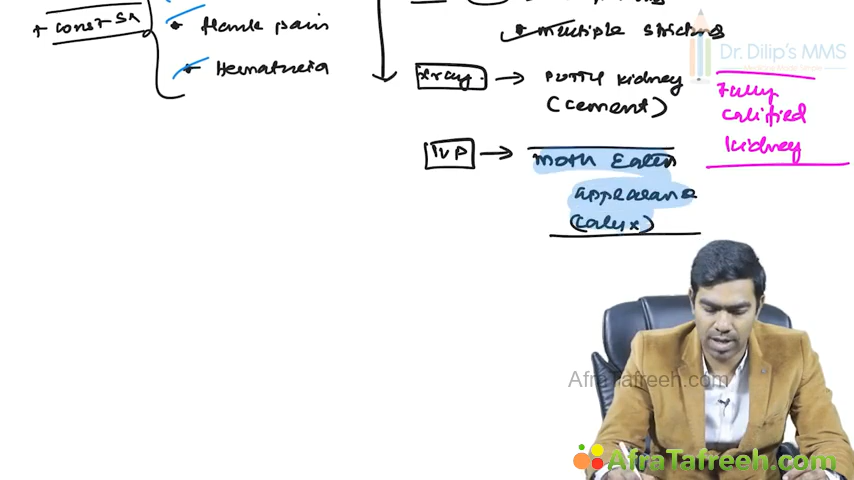 + const Sx
* Flank pain
* Hematuria
* multiple strictures
Xray → Putty kidney
(cement)
Fully
calcified
kidney
IVP → Moth Eaten
appearance
(calyx)
Dr. Dilip's MMS
AfraTafreeh.com
AfraTafreeh.com